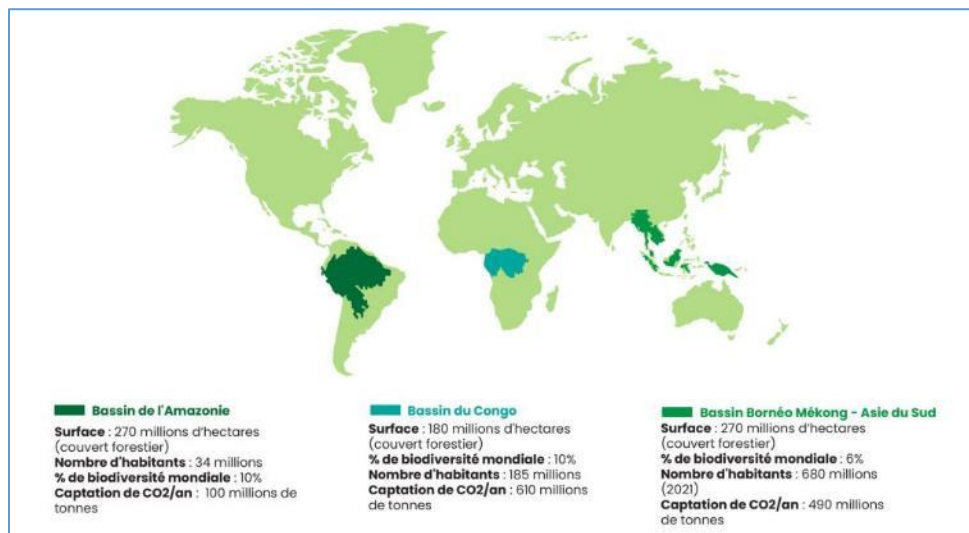 Bassin de l'Amazonie
Surface : 270 millions d'hectares
(couvert forestier)
Nombre d'habitants : 34 millions
% de biodiversité mondiale : 10%
Captation de CO2/an : 100 millions de
tonnes
Bassin du Congo
Surface : 180 millions d'hectares
(couvert forestier)
% de biodiversité mondiale : 10%
Nombre d'habitants : 185 millions
Captation de CO2/an : 610 millions
de tonnes
Bassin Bornéo Mékong - Asie du Sud
Surface : 270 millions d'hectares
(couvert forestier)
% de biodiversité mondiale : 6%
Nombre d'habitants : 680 millions
(2021)
Captation de CO2/an : 490 millions
de tonnes